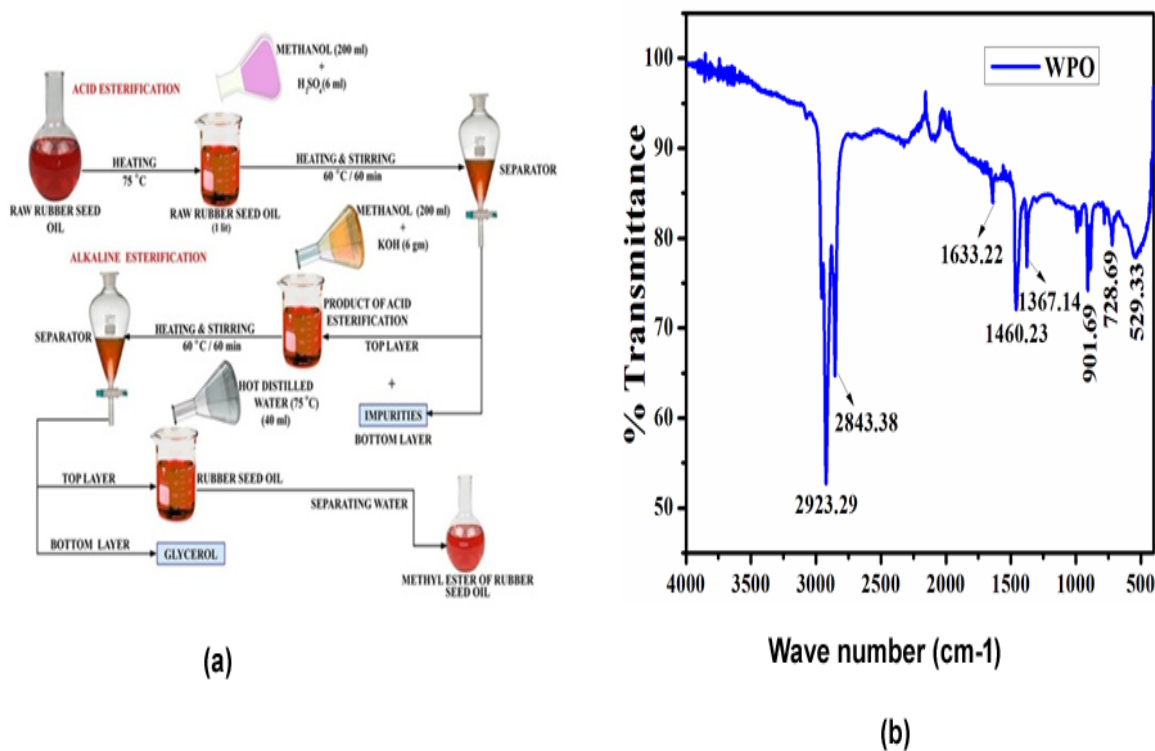 METHANOL (200 ml)
+
H2SO4(6 ml)
ACID ESTERIFICATION
HEATING
75 °C
HEATING & STIRRING
60 °C / 60 min
SEPARATOR
RAW RUBBER SEED
OIL
RAW RUBBER SEED OIL
(1 lit)
METHANOL (200 ml)
+
KOH (6 gm)
ALKALINE ESTERIFICATION
PRODUCT OF ACID
ESTERIFICATION
SEPARATOR
HEATING & STIRRING
60 °C / 60 min
TOP LAYER
+
HOT DISTILLED
WATER (75 °C)
(40 ml)
IMPURITIES
BOTTOM LAYER
TOP LAYER
RUBBER SEED OIL
SEPARATING WATER
BOTTOM LAYER
GLYCEROL
METHYL ESTER OF RUBBER
SEED OIL
(a)
WPO
% Transmittance
100
90
80
70
60
50
1633.22
1367.14
1460.23
901.69
728.69
529.33
2843.38
2923.29
4000 3500 3000 2500 2000 1500 1000 500
Wave number (cm-1)
(b)